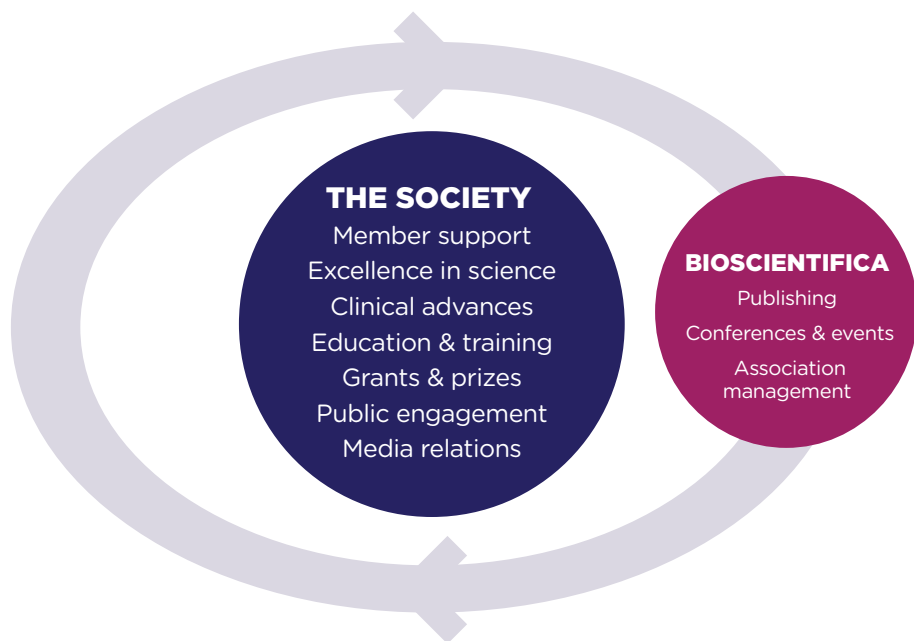 THE SOCIETY
Member support
Excellence in science
Clinical advances
Education & training
Grants & prizes
Public engagement
Media relations
BIOSCIENTIFICA
Publishing
Conferences & events
Association
management